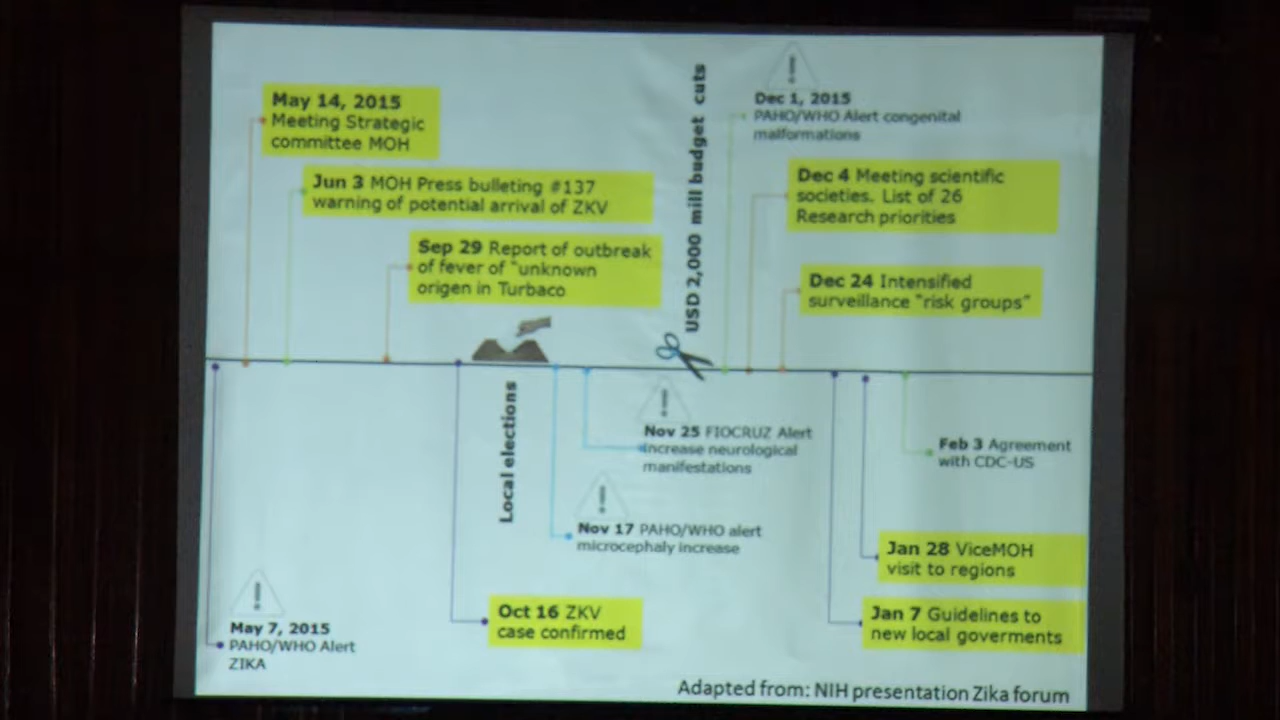 May 14, 2015
Meeting Strategic
committee MOH
Jun 3 MOH Press bulleting #137
warning of potential arrival of ZKV
Sep 29 Report of outbreak
of fever of "unknown
origen in Turbaco
USD 2,000 mill budget cuts
Dec 1, 2015
PAHO/WHO Alert congenital
malformations
Dec 4 Meeting scientific
societies. List of 26
Research priorities
Dec 24 Intensified
surveillance "risk groups"
Local elections
Nov 25 FIOCRUZ Alert
increase neurological
manifestations
Nov 17 PAHO/WHO alert
microcephaly increase
Feb 3 Agreement
with CDC-US
Jan 28 ViceMOH
visit to regions
Jan 7 Guidelines to
new local goverments
Oct 16 ZKV
case confirmed
May 7, 2015
PAHO/WHO Alert
ZIKA
Adapted from: NIH presentation Zika forum